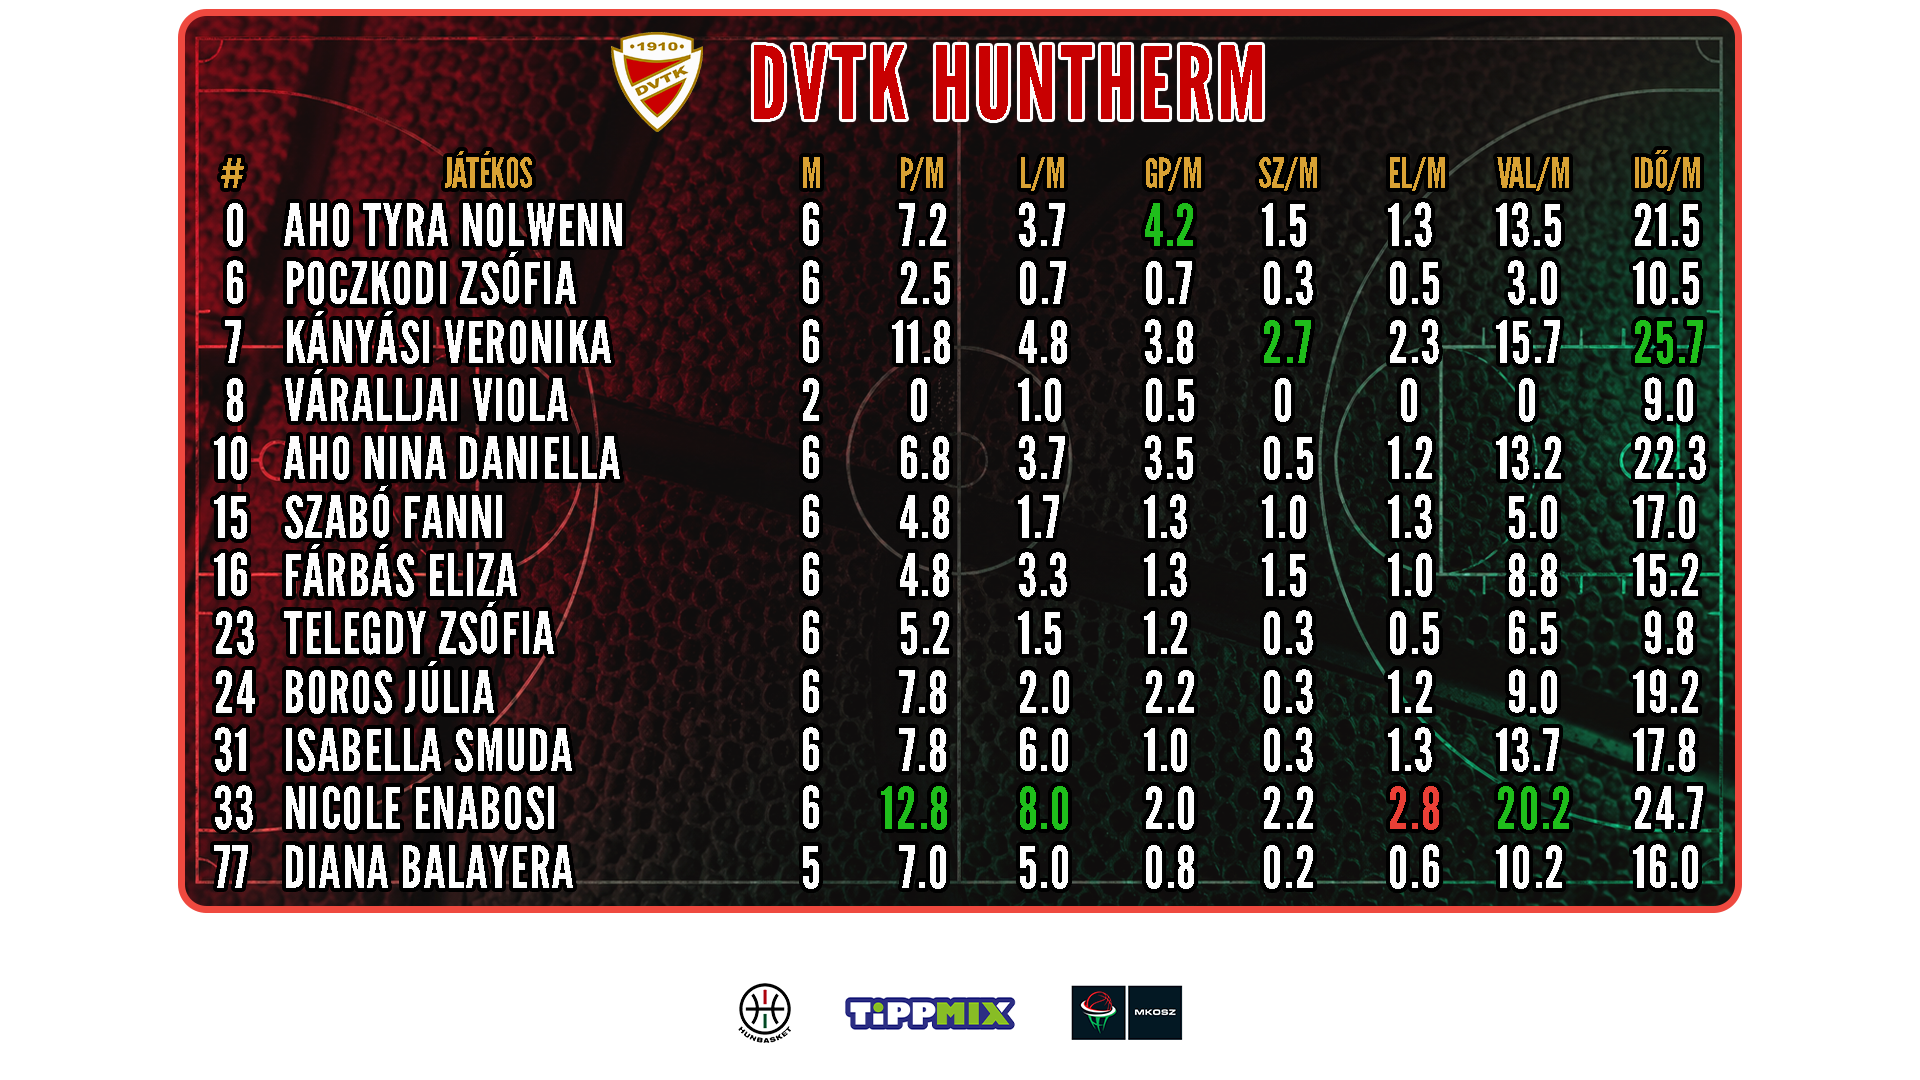 ·1910·
DVTK
DVTK HUNTHERM
# JÁTÉKOS M P/M L/M GP/M SZ/M EL/M VAL/M IDŐ/M
0 AHO TYRA NOLWENN 6 7.2 3.7 4.2 1.5 1.3 13.5 21.5
6 POCZKODI ZSÓFIA 6 2.5 0.7 0.7 0.3 0.5 3.0 10.5
7 KÁNYÁSI VERONIKA 6 11.8 4.8 3.8 2.7 2.3 15.7 25.7
8 VÁRALLJAI VIOLA 2 0 1.0 0.5 0 0 0 9.0
10 AHO NINA DANIELLA 6 6.8 3.7 3.5 0.5 1.2 13.2 22.3
15 SZABÓ FANNI 6 4.8 1.7 1.3 1.0 1.3 5.0 17.0
16 FÁRBÁS ELIZA 6 4.8 3.3 1.3 1.5 1.0 8.8 15.2
23 TELEGDY ZSÓFIA 6 5.2 1.5 1.2 0.3 0.5 6.5 9.8
24 BOROS JÚLIA 6 7.8 2.0 2.2 0.3 1.2 9.0 19.2
31 ISABELLA SMUDA 6 7.8 6.0 1.0 0.3 1.3 13.7 17.8
33 NICOLE ENABOSI 6 12.8 8.0 2.0 2.2 2.8 20.2 24.7
77 DIANA BALAYERA 5 7.0 5.0 0.8 0.2 0.6 10.2 16.0
HUNBASKET TiPPMIX MKOSZ